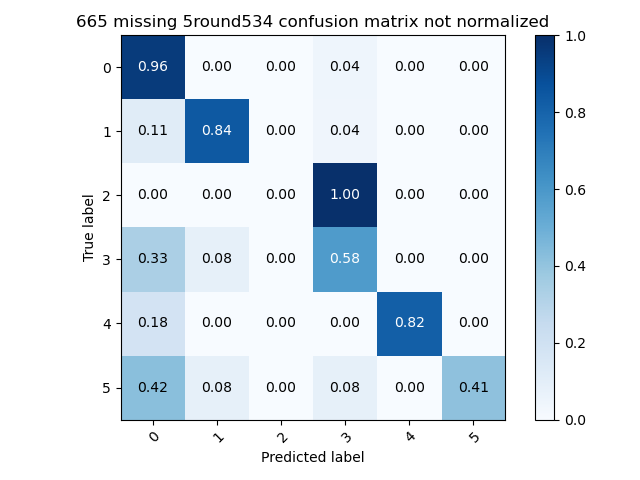 665 missing 5round534 confusion matrix not normalized
0 0.96 0.00 0.00 0.04 0.00 0.00
1 0.11 0.84 0.00 0.04 0.00 0.00
2 0.00 0.00 0.00 1.00 0.00 0.00
3 0.33 0.08 0.00 0.58 0.00 0.00
4 0.18 0.00 0.00 0.00 0.82 0.00
5 0.42 0.08 0.00 0.08 0.00 0.41
0 1 2 3 4 5
True label
Predicted label
1.0
0.8
0.6
0.4
0.2
0.0